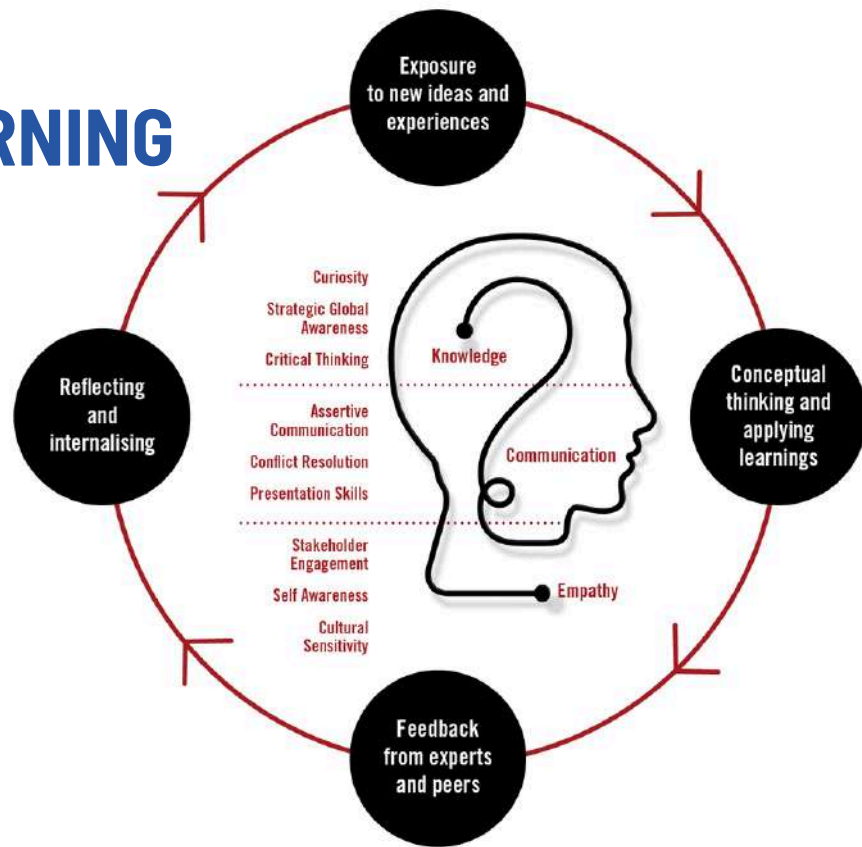 RNING
Exposure
to new ideas and
experiences
Curiosity
Strategic Global
Awareness
Critical Thinking
Knowledge
Reflecting
and
internalising
Conceptual
thinking and
applying
learnings
Assertive
Communication
Conflict Resolution
Presentation Skills
Communication
Stakeholder
Engagement
Self Awareness
Cultural
Sensitivity
Empathy
Feedback
from experts
and peers